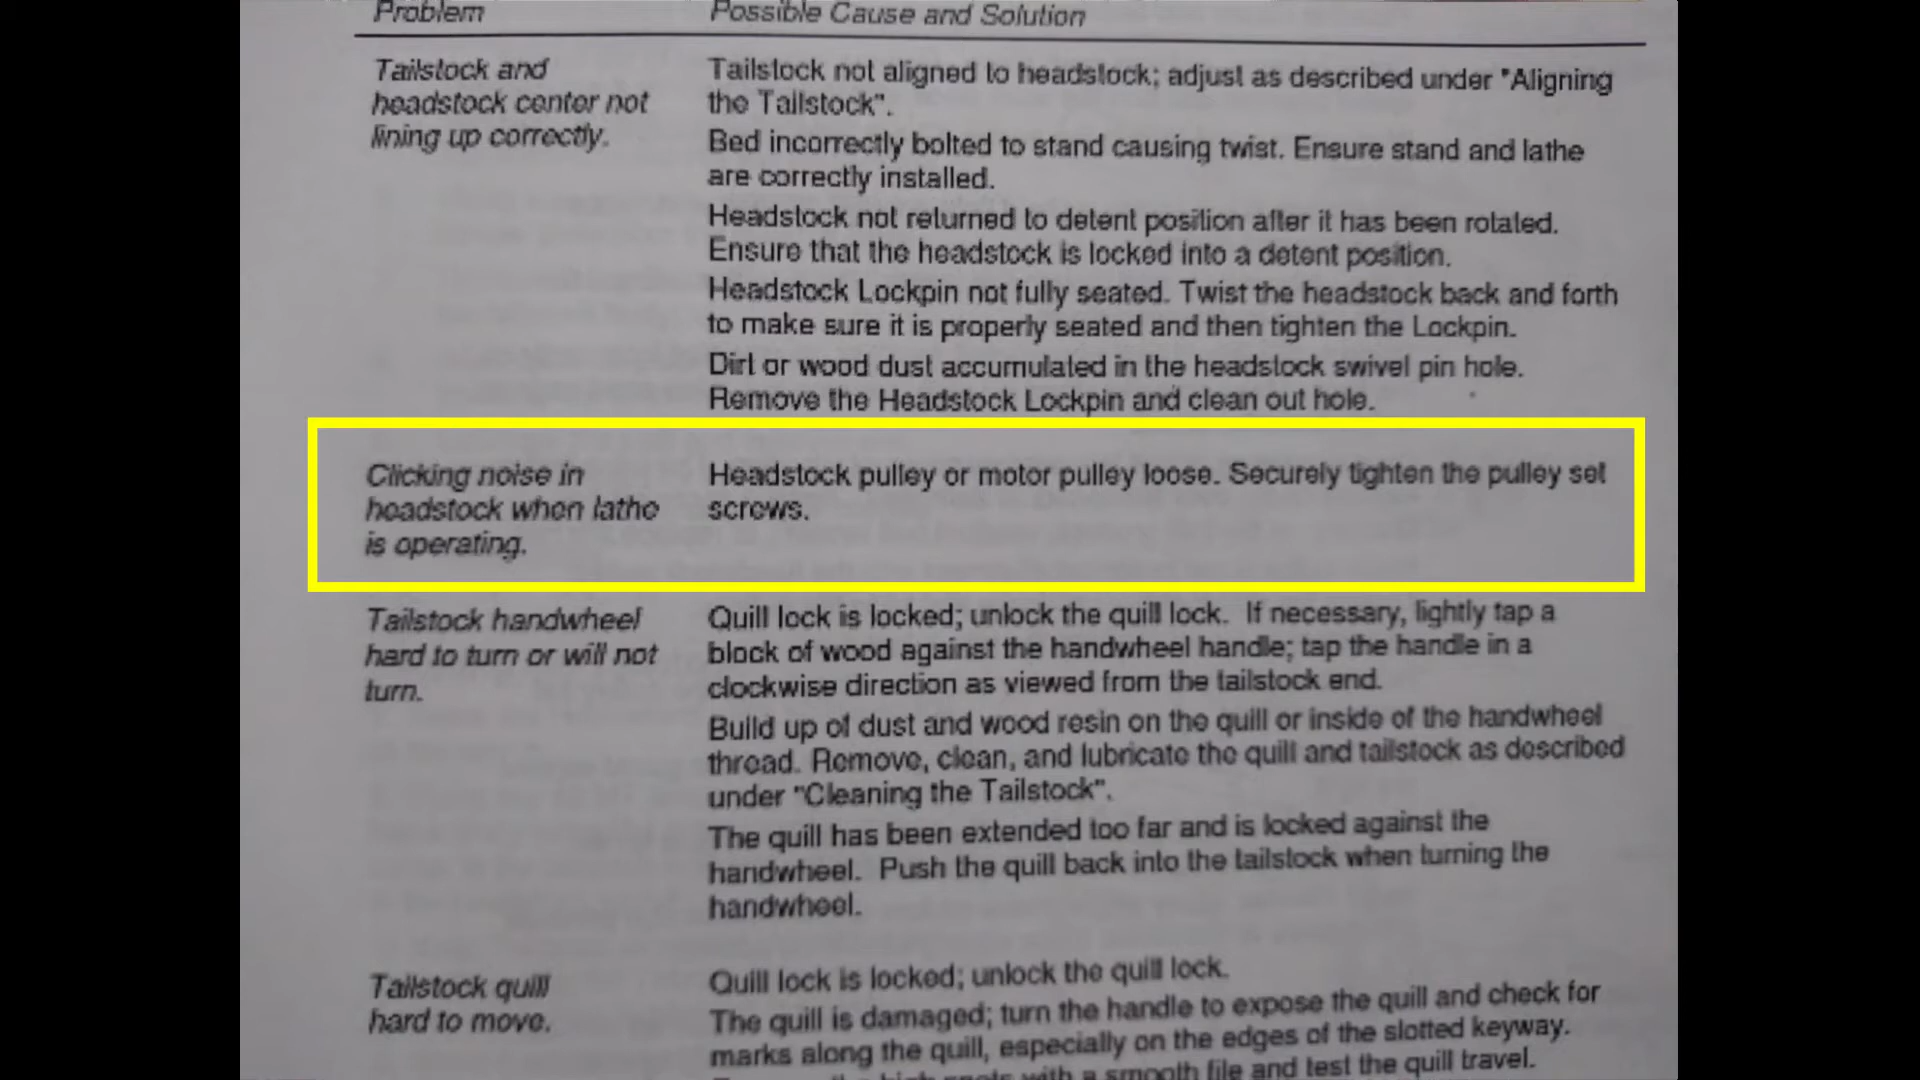 Problem Possible Cause and Solution
Tailstock and
headstock center not
lining up correctly.
Tailstock not aligned to headstock; adjust as described under "Aligning
the Tailstock".
Bed incorrectly bolted to stand causing twist. Ensure stand and lathe
are correctly installed.
Headstock not returned to detent position after it has been rotated.
Ensure that the headstock is locked into a detent position.
Headstock Lockpin not fully seated. Twist the headstock back and forth
to make sure it is properly seated and then tighten the Lockpin.
Dirt or wood dust accumulated in the headstock swivel pin hole.
Remove the Headstock Lockpin and clean out hole.
Clicking noise in
headstock when lathe
is operating.
Headstock pulley or motor pulley loose. Securely tighten the pulley set
screws.
Tailstock handwheel
hard to turn or will not
turn.
Quill lock is locked; unlock the quill lock. If necessary, lightly tap a
block of wood against the handwheel handle; tap the handle in a
clockwise direction as viewed from the tailstock end.
Build up of dust and wood resin on the quill or inside of the handwheel
thread. Remove, clean, and lubricate the quill and tailstock as described
under "Cleaning the Tailstock".
The quill has been extended too far and is locked against the
handwheel. Push the quill back into the tailstock when turning the
handwheel.
Tailstock quill
hard to move.
Quill lock is locked; unlock the quill lock.
The quill is damaged; turn the handle to expose the quill and check for
marks along the quill, especially on the edges of the slotted keyway.
with a smooth file and test the quill travel.